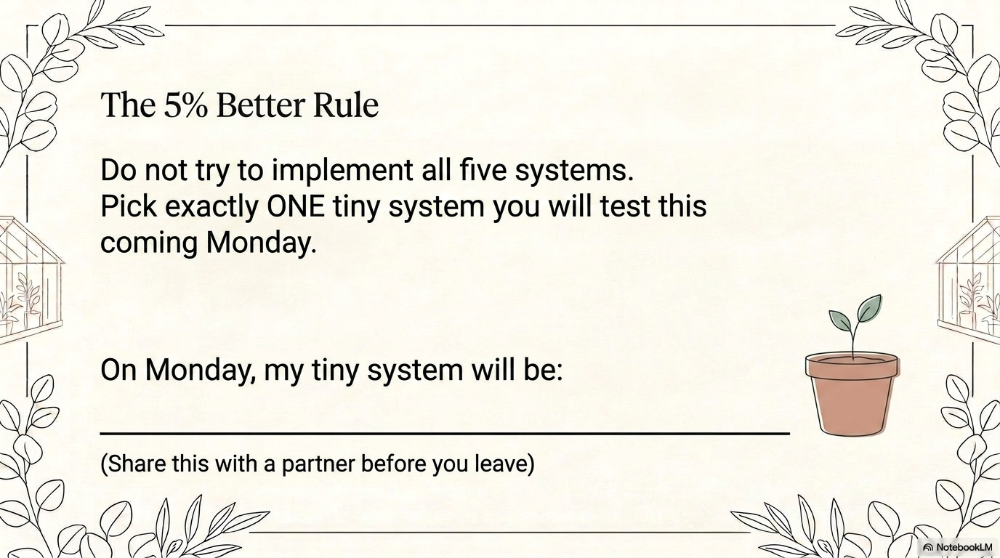 The 5% Better Rule
Do not try to implement all five systems.
Pick exactly ONE tiny system you will test this
coming Monday.
On Monday, my tiny system will be:
(Share this with a partner before you leave)
NotebookLM